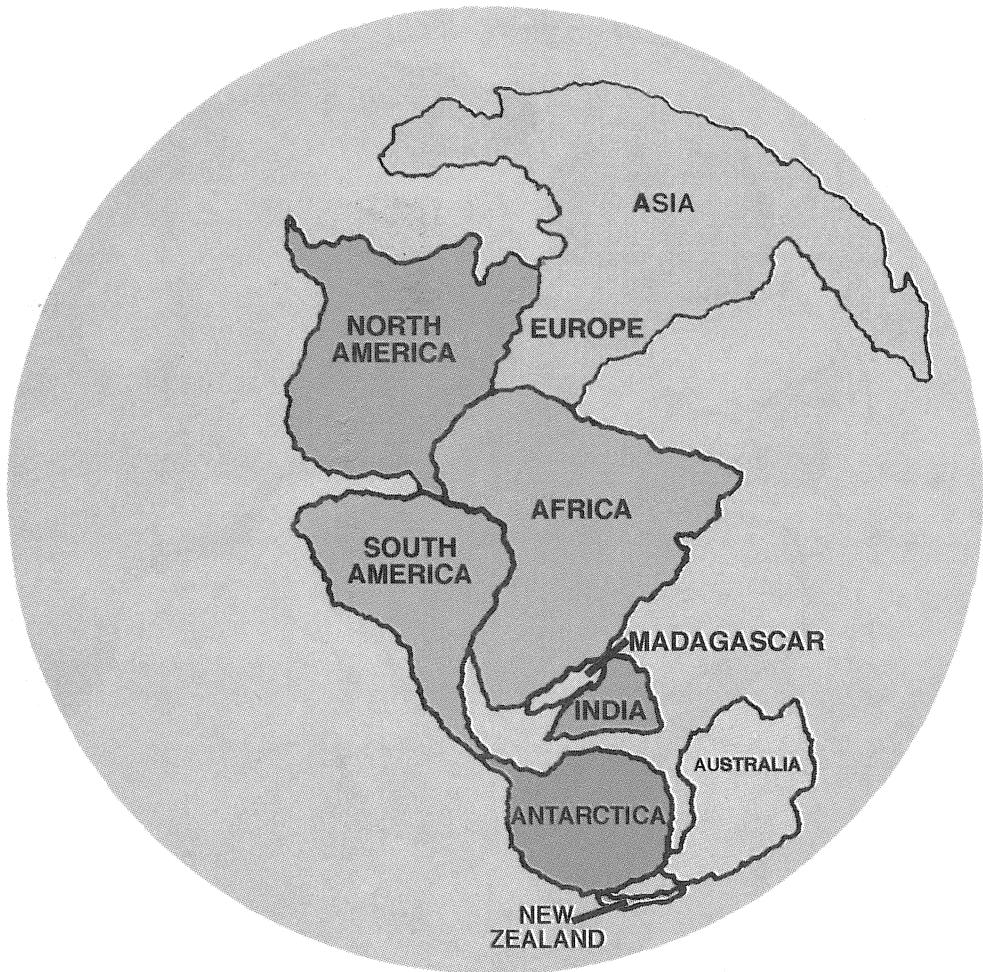 ASIA
NORTH
AMERICA
EUROPE
AFRICA
SOUTH
AMERICA
MADAGASCAR
INDIA
AUSTRALIA
ANTARCTICA
NEW
ZEALAND